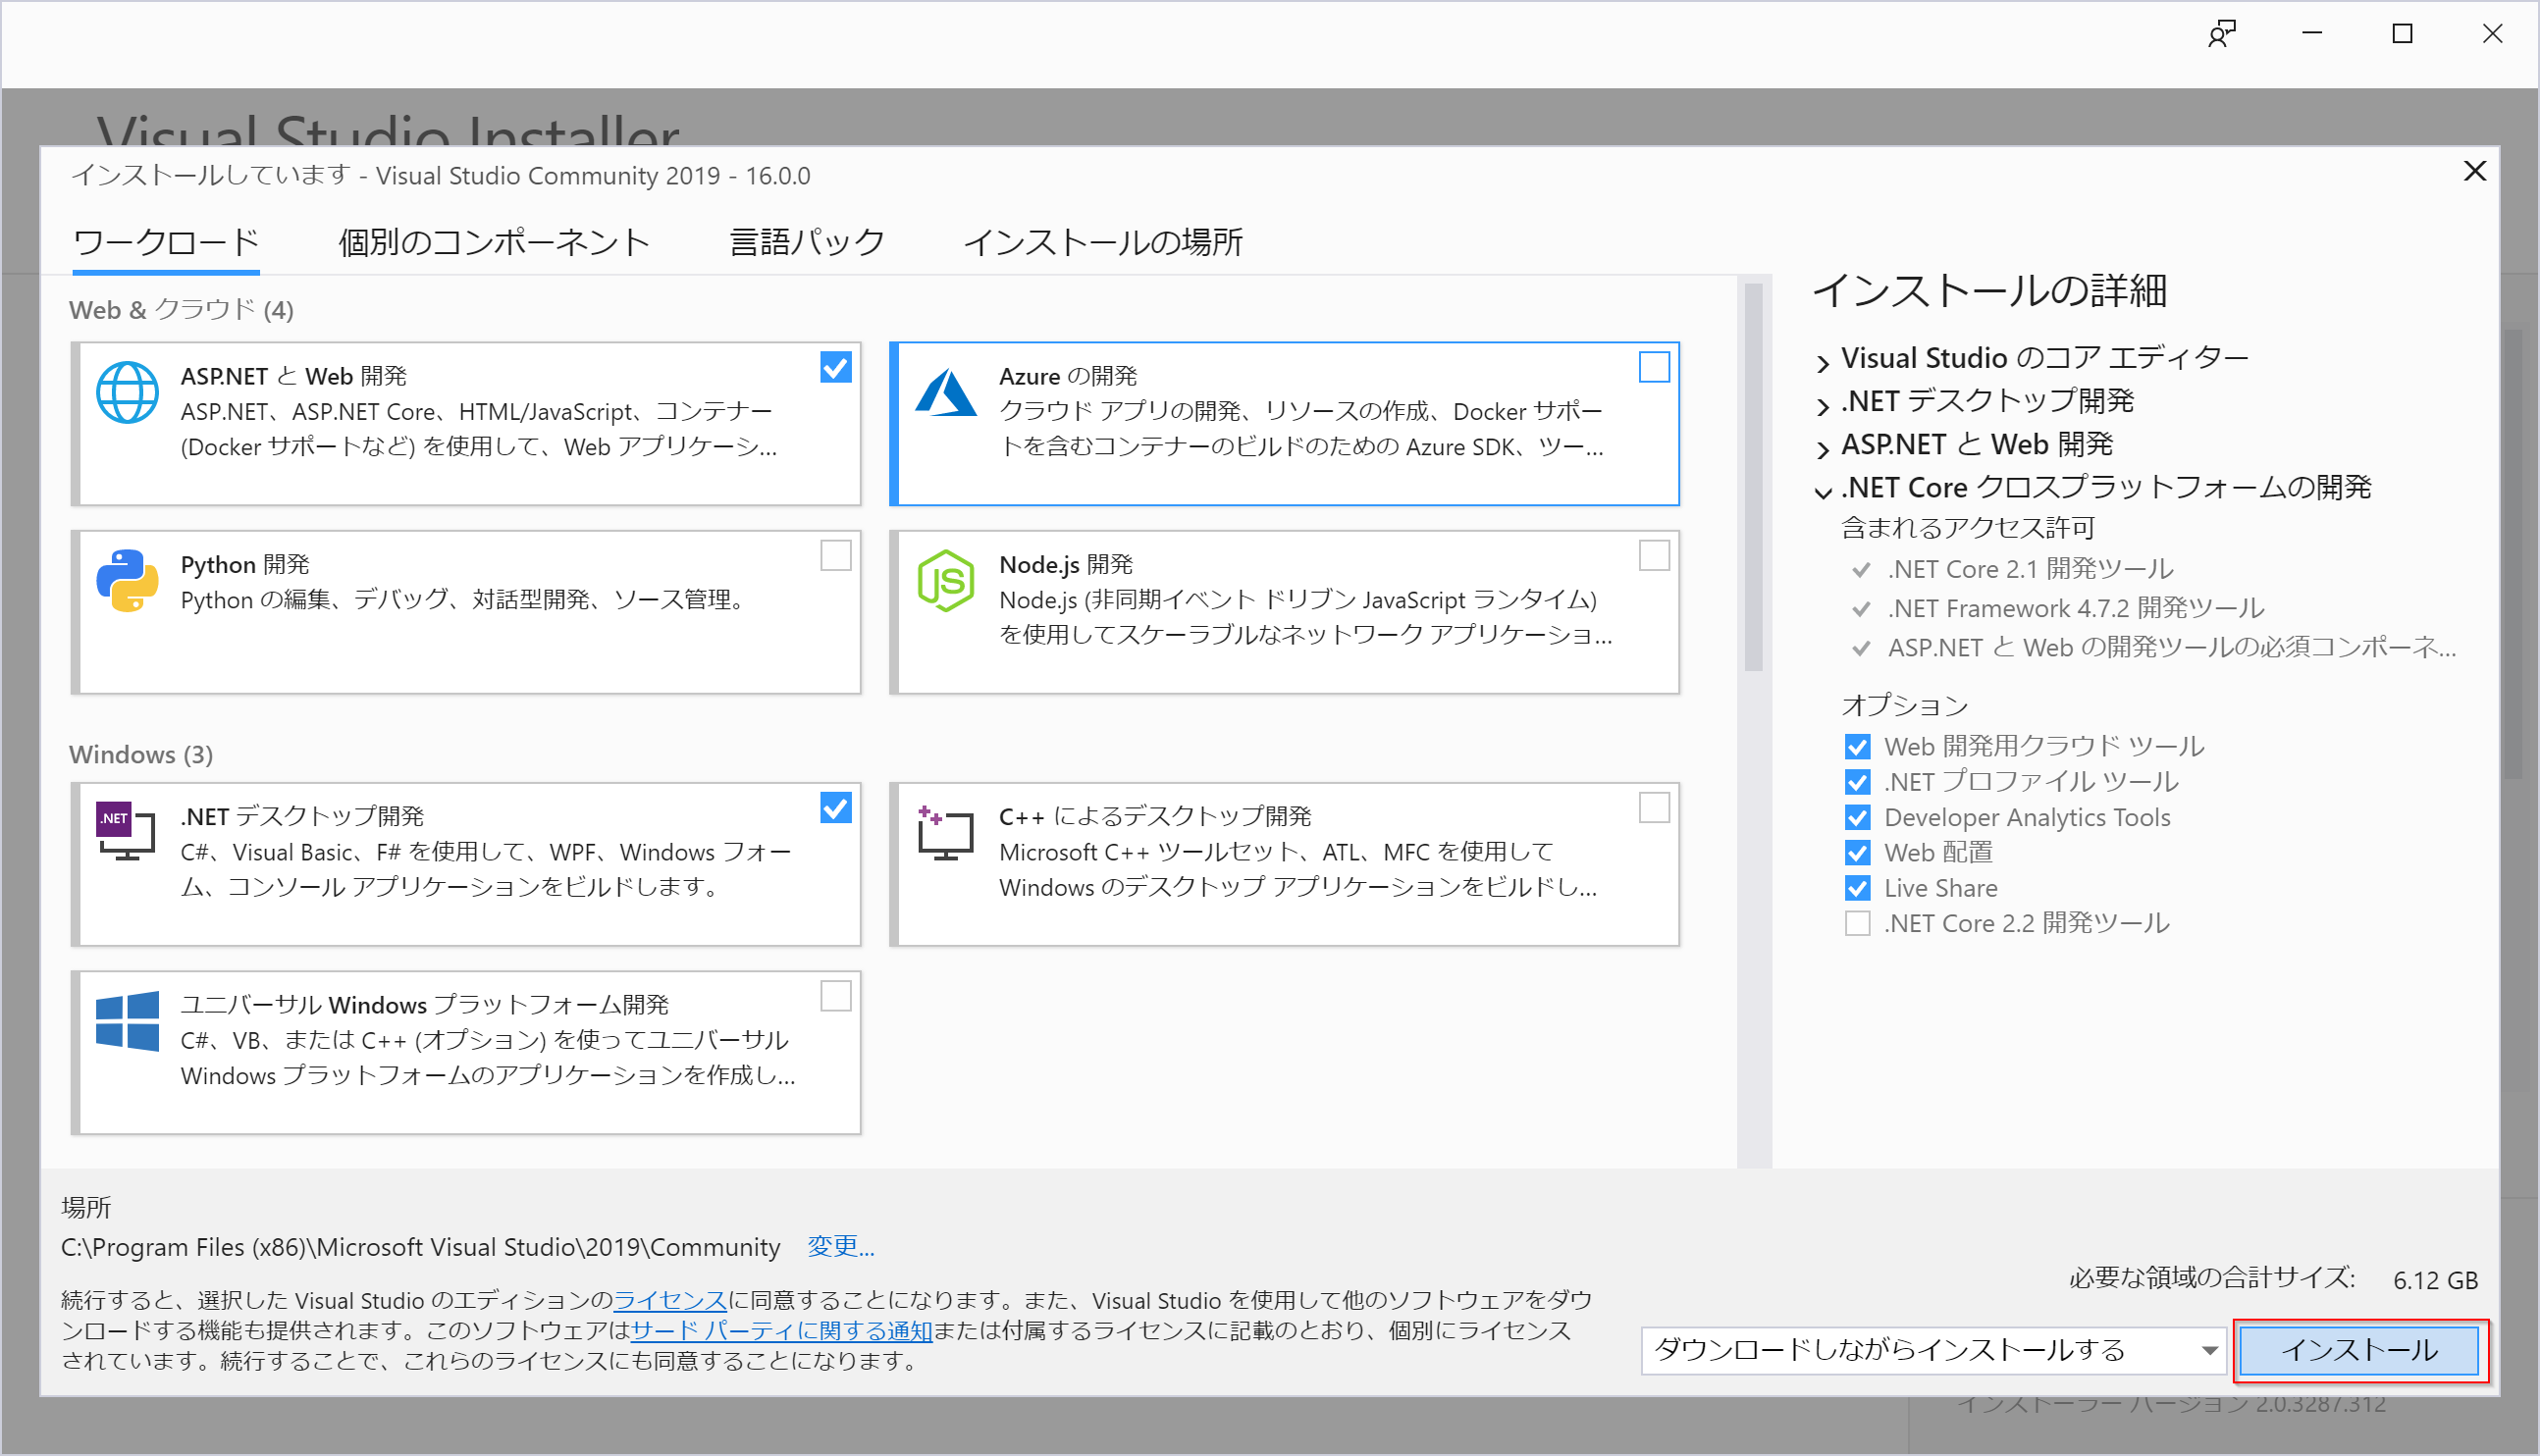 Visual Studio Installer
インストールしています - Visual Studio Community 2019 - 16.0.0
ワークロード
個別のコンポーネント
言語パック
インストールの場所
Web & クラウド (4)
ASP.NET と Web 開発
ASP.NET、ASP.NET Core、HTML/JavaScript、コンテナー
(Docker サポートなど) を使用して、Web アプリケーシ...
Azure の開発
クラウド アプリの開発、リソースの作成、Docker サポー
トを含むコンテナーのビルドのための Azure SDK、ツー...
Python 開発
Python の編集、デバッグ、対話型開発、ソース管理。
JS
Node.js 開発
Node.js (非同期イベント ドリブン JavaScript ランタイム)
を使用してスケーラブルなネットワーク アプリケーショ...
Windows (3)
.NET
.NET デスクトップ開発
C#、Visual Basic、F# を使用して、WPF、Windows フォー
ム、コンソール アプリケーションをビルドします。
C++ によるデスクトップ開発
Microsoft C++ ツールセット、ATL、MFC を使用して
Windows のデスクトップ アプリケーションをビルドし...
ユニバーサル Windows プラットフォーム開発
C#、VB、または C++ (オプション) を使ってユニバーサル
Windows プラットフォームのアプリケーションを作成し...
インストールの詳細
Visual Studio のコア エディター
.NET デスクトップ開発
ASP.NET と Web 開発
.NET Core クロスプラットフォームの開発
含まれるアクセス許可
.NET Core 2.1 開発ツール
.NET Framework 4.7.2 開発ツール
ASP.NET と Web の開発ツールの必須コンポーネ...
オプション
Web 開発用クラウド ツール
.NET プロファイル ツール
Developer Analytics Tools
Web 配置
Live Share
.NET Core 2.2 開発ツール
場所
C:\Program Files (x86)\Microsoft Visual Studio\2019\Community 変更...
続行すると、選択した Visual Studio のエディションのライセンスに同意することになります。また、Visual Studio を使用して他のソフトウェアをダウ
ンロードする機能も提供されます。このソフトウェアはサード パーティに関する通知または付属するライセンスに記載のとおり、個別にライセンス
されています。続行することで、これらのライセンスにも同意することになります。
必要な領域の合計サイズ: 6.12 GB
ダウンロードしながらインストールする
インストール
インストーラー バージョン 2.0.3287.312